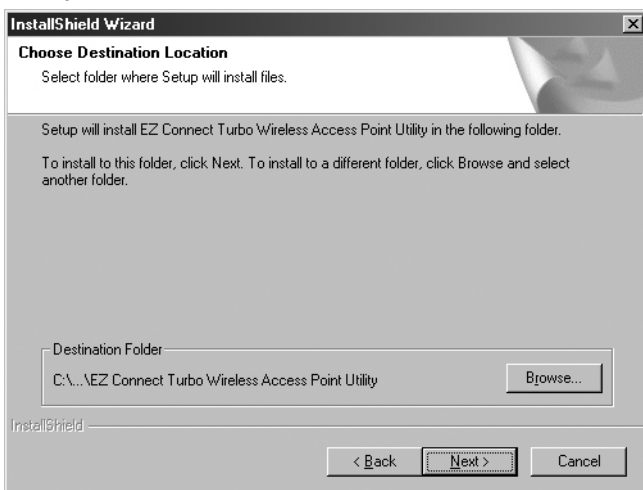 InstallShield Wizard
Choose Destination Location
Select folder where Setup will install files.
Setup will install EZ Connect Turbo Wireless Access Point Utility in the following folder.
To install to this folder, click Next. To install to a different folder, click Browse and select
another folder.
Destination Folder
C:\...\EZ Connect Turbo Wireless Access Point Utility
Browse...
InstallShield
< Back
Next >
Cancel